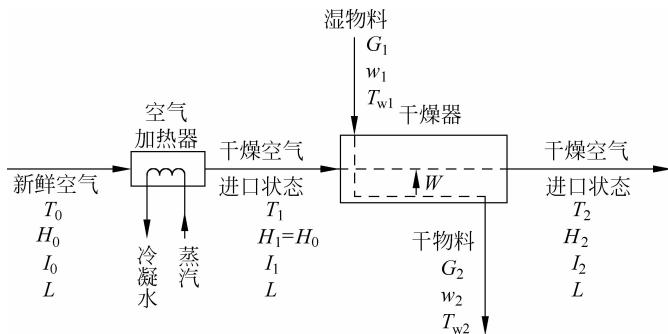 湿物料
G₁
w₁
T_w1
空气
加热器
干燥器
新鲜空气
T₀
H₀
I₀
L
冷凝水
蒸汽
干燥空气
进口状态
T₁
H₁=H₀
I₁
L
W
干物料
G₂
w₂
T_w2
干燥空气
进口状态
T₂
H₂
I₂
L